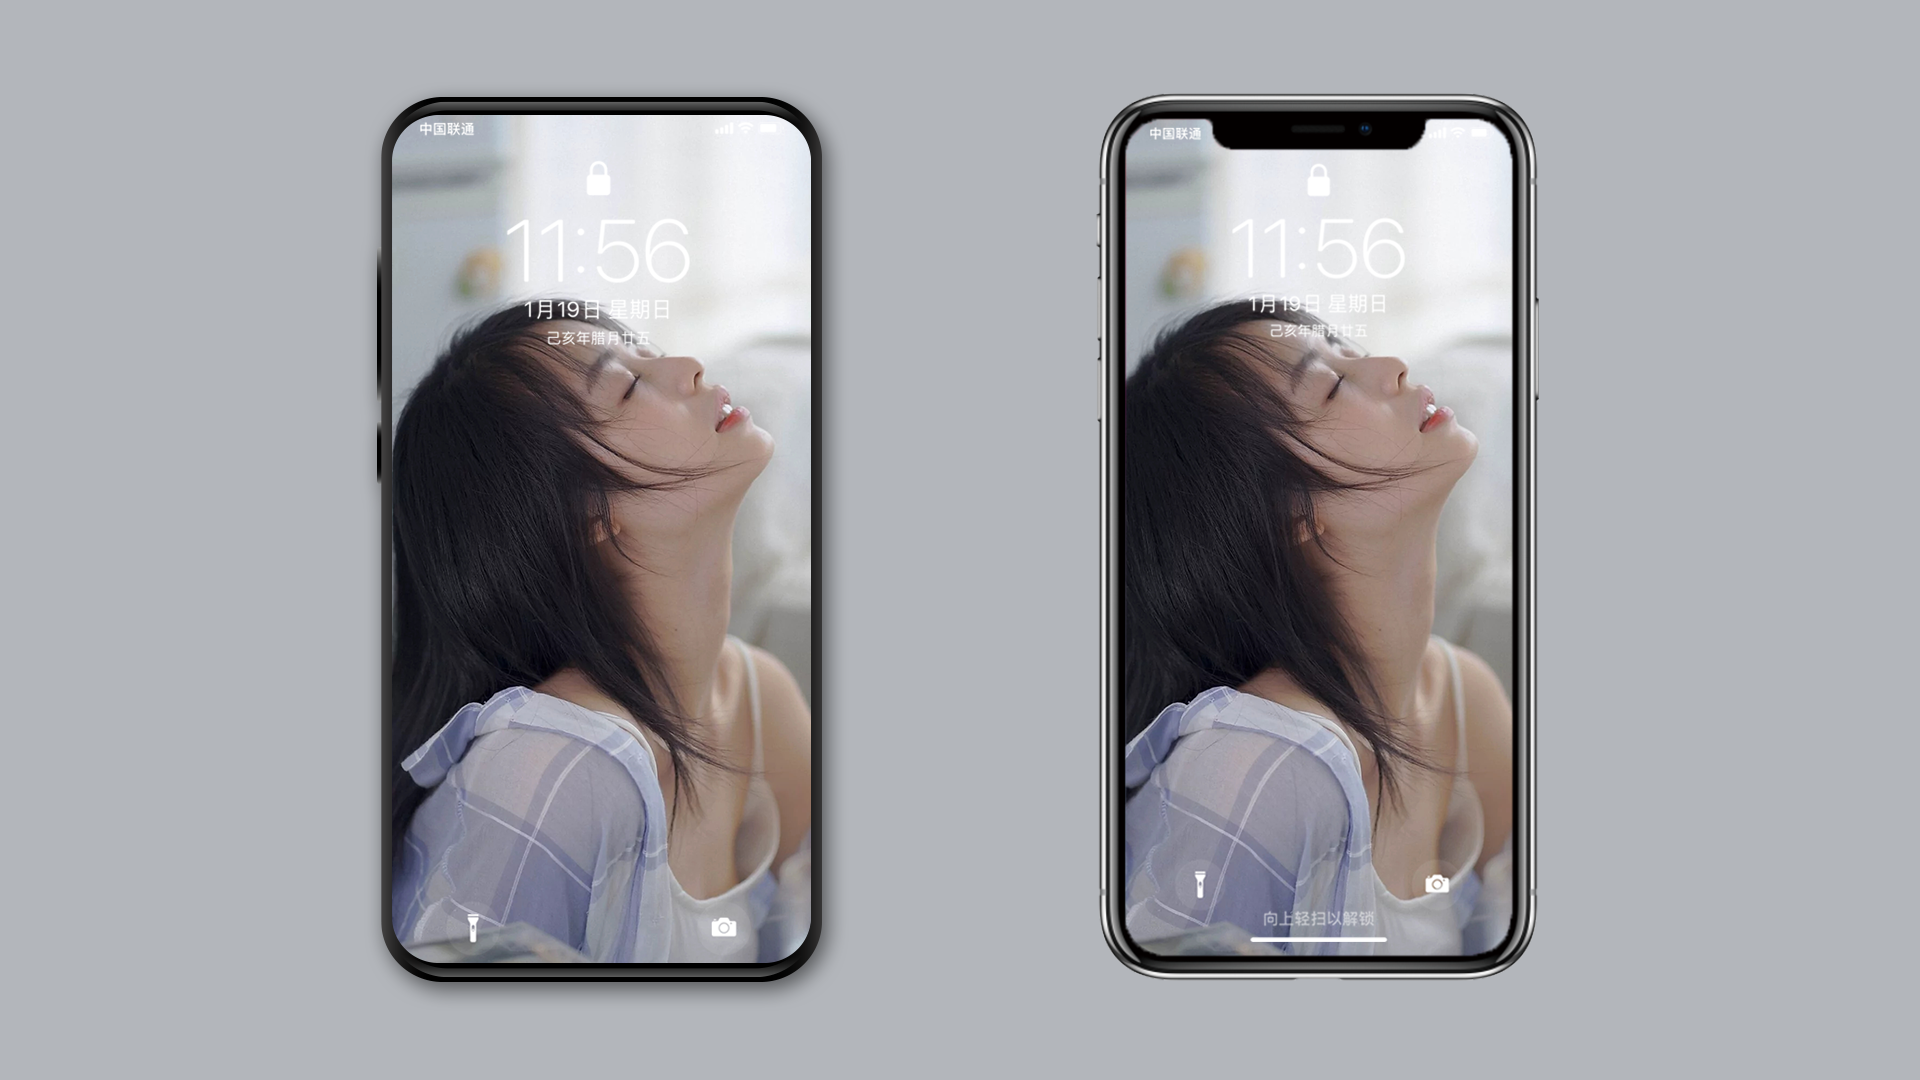 中国联通
11:56
1月19日 星期日
己亥年腊月廿五
中国联通
11:56
1月19日 星期日
己亥年腊月廿五
向上轻扫以解锁